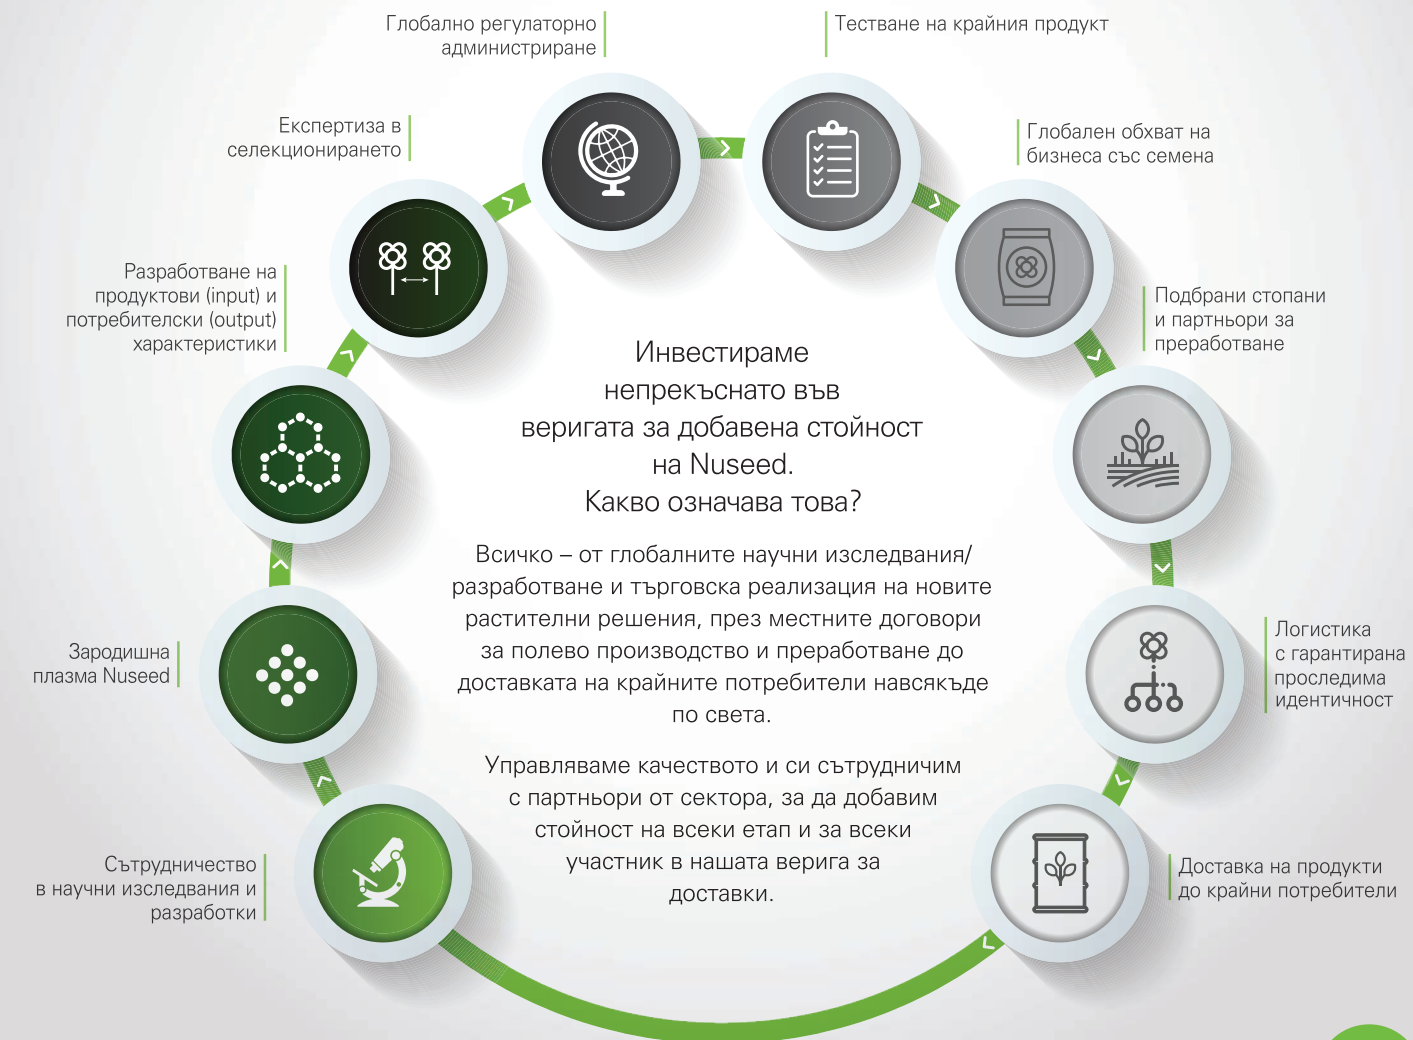 Глобално регулаторно
администриране
Тестване на крайния продукт
Експертиза в
селекционирането
Глобален обхват на
бизнеса със семена
Разработване на
продуктови (input) и
потребителски (output)
характеристики
Подбрани стопани
и партньори за
преработване
Инвестираме
непрекъснато във
веригата за добавена стойност
на Nuseed.
Какво означава това?
Всичко – от глобалните научни изследвания/
разработване и търговска реализация на новите
растителни решения, през местните договори
за полево производство и преработване до
доставката на крайните потребители навсякъде
по света.
Зародишна
плазма Nuseed
Логистика
с гарантирана
проследима
идентичност
Управляваме качеството и си сътрудничим
с партньори от сектора, за да добавим
стойност на всеки етап и за всеки
участник в нашата верига за
доставки.
Сътрудничество
в научни изследвания и
разработки
Доставка на продукти
до крайни потребители